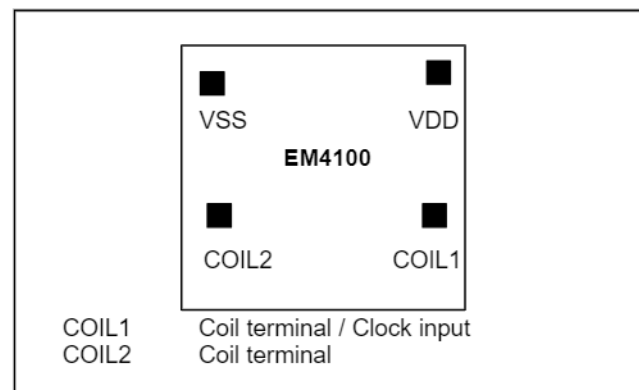 VSS VDD
EM4100
COIL2 COIL1
COIL1 Coil terminal / Clock input
COIL2 Coil terminal